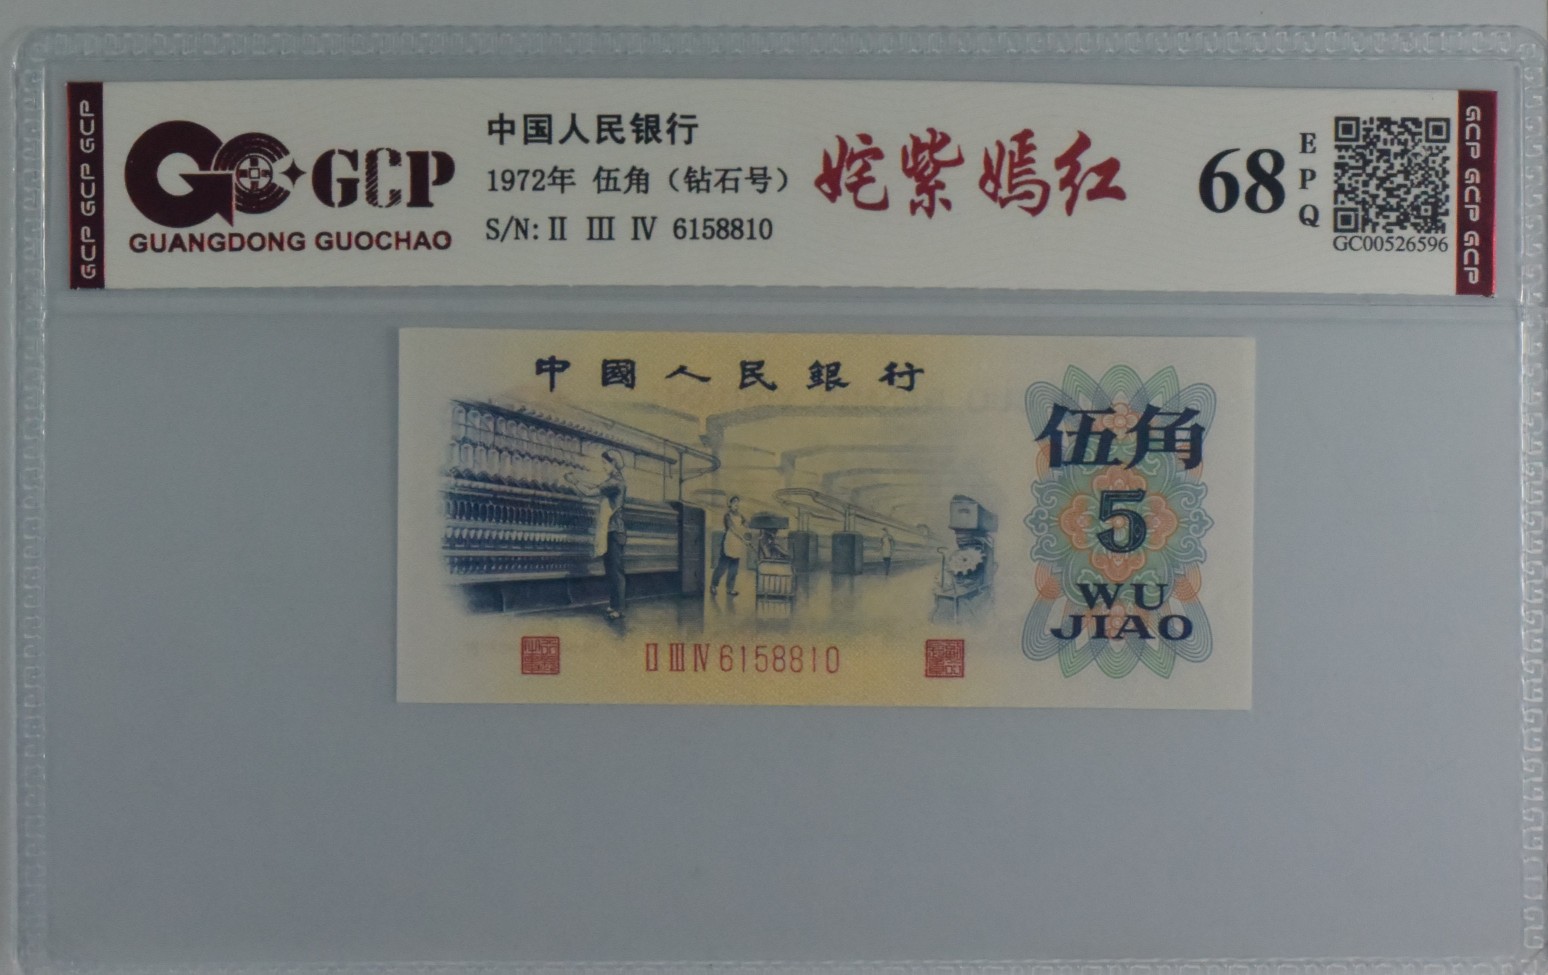 GCP GCP GCP
GCP
GUANGDONG GUOCHAO
中国人民银行
1972年 伍角（钻石号）
S/N: Ⅱ Ⅲ Ⅳ 6158810
姹紫嫣红
68
EPQ
GC00526596
GCP GCP GCP
中國人民銀行
伍角
5
WU
JIAO
Ⅱ Ⅲ Ⅳ 6158810